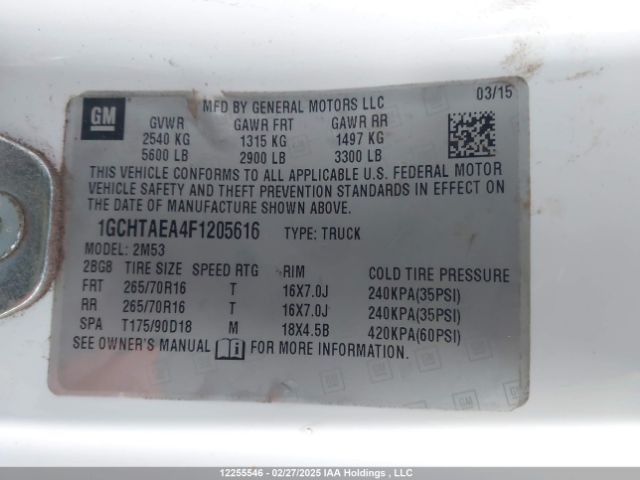 GM
MFD BY GENERAL MOTORS LLC
03/15
GVWR GAWR FRT GAWR RR
2540 KG 1315 KG 1497 KG
5600 LB 2900 LB 3300 LB
THIS VEHICLE CONFORMS TO ALL APPLICABLE U.S. FEDERAL MOTOR
VEHICLE SAFETY AND THEFT PREVENTION STANDARDS IN EFFECT ON
THE DATE OF MANUFACTURE SHOWN ABOVE.
1GCHTAEA4F1205616 TYPE: TRUCK
MODEL: 2M53
2BGB TIRE SIZE SPEED RTG RIM COLD TIRE PRESSURE
FRT 265/70R16 T 16X7.0J 240KPA(35PSI)
RR 265/70R16 T 16X7.0J 240KPA(35PSI)
SPA T175/90D18 M 18X4.5B 420KPA(60PSI)
SEE OWNER'S MANUAL FOR MORE INFORMATION.
12255546 02/27/2025 IAA Holdings, LLC